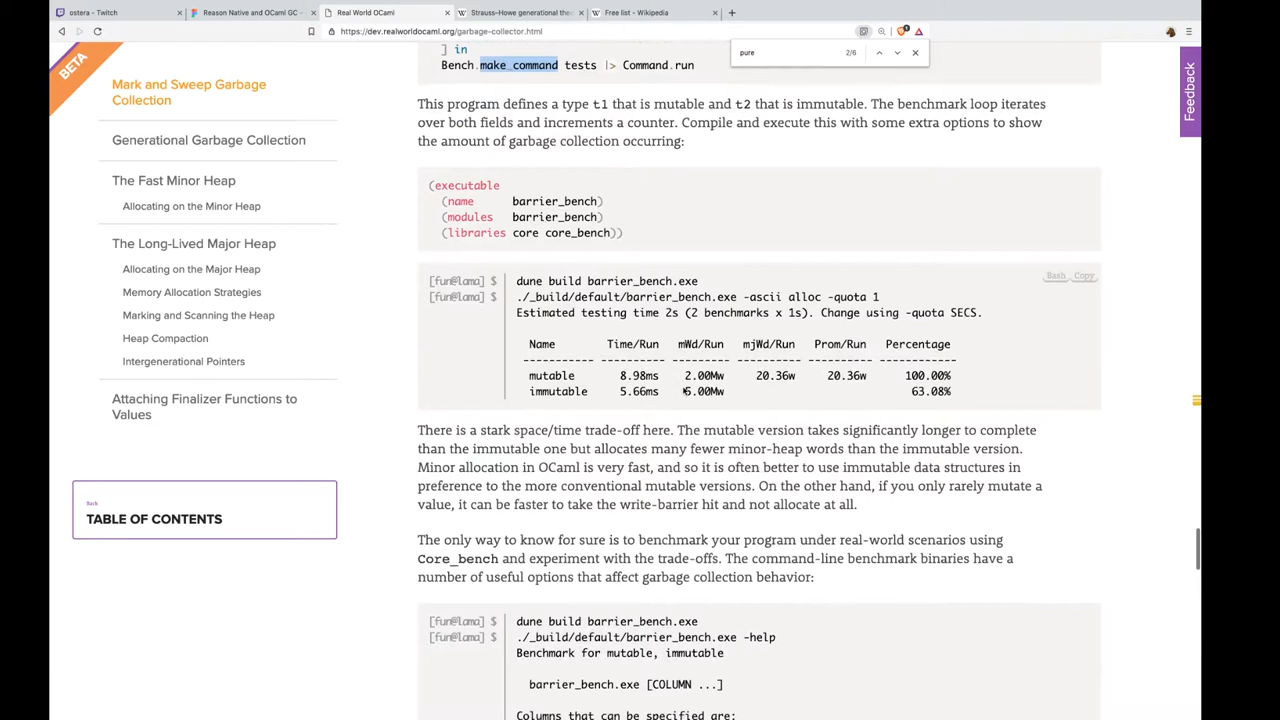 ostera - Twitch
Reason Native and OCaml GC -
Real World OCaml
Strauss–Howe generational the
Free list - Wikipedia
https://dev.realworldocaml.org/garbage-collector.html
pure
2/6
BETA
Feedback
Mark and Sweep Garbage
Collection
Generational Garbage Collection
The Fast Minor Heap
Allocating on the Minor Heap
The Long-Lived Major Heap
Allocating on the Major Heap
Memory Allocation Strategies
Marking and Scanning the Heap
Heap Compaction
Intergenerational Pointers
Attaching Finalizer Functions to
Values
Back
TABLE OF CONTENTS
] in
Bench.make_command tests |> Command.run
This program defines a type t1 that is mutable and t2 that is immutable. The benchmark loop iterates
over both fields and increments a counter. Compile and execute this with some extra options to show
the amount of garbage collection occurring:
(executable
(name barrier_bench)
(modules barrier_bench)
(libraries core core_bench))
Bash Copy
[fun@lama] $ dune build barrier_bench.exe
[fun@lama] $ ./_build/default/barrier_bench.exe -ascii alloc -quota 1
Estimated testing time 2s (2 benchmarks x 1s). Change using -quota SECS.
Name Time/Run mWd/Run mjWd/Run Prom/Run Percentage
----------- ---------- --------- ---------- ---------- ------------
mutable 8.98ms 2.00Mw 20.36w 20.36w 100.00%
immutable 5.66ms 5.00Mw 63.08%
There is a stark space/time trade-off here. The mutable version takes significantly longer to complete
than the immutable one but allocates many fewer minor-heap words than the immutable version.
Minor allocation in OCaml is very fast, and so it is often better to use immutable data structures in
preference to the more conventional mutable versions. On the other hand, if you only rarely mutate a
value, it can be faster to take the write-barrier hit and not allocate at all.
The only way to know for sure is to benchmark your program under real-world scenarios using
Core_bench and experiment with the trade-offs. The command-line benchmark binaries have a
number of useful options that affect garbage collection behavior:
[fun@lama] $ dune build barrier_bench.exe
[fun@lama] $ ./_build/default/barrier_bench.exe -help
Benchmark for mutable, immutable
barrier_bench.exe [COLUMN ...]
Columns that can be specified are: